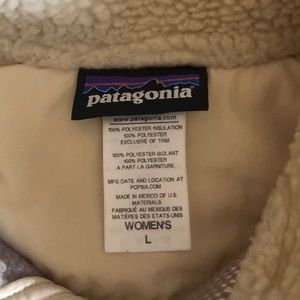 patagonia
www.patagonia.com
100% POLYESTER INSULATION
100% POLYESTER
EXCLUSIVE OF TRIM
100% POLYESTER ISOLANT
100% POLYESTER
A PART LA GARNITURE
MFG DATE AND LOCATION AT
PCPSIA.COM
MADE IN MEXICO OF U.S.
MATERIALS
FABRIQUÉ AU MEXIQUE DES
MATIÈRES DES ETATS-UNIS
WOMEN'S
L